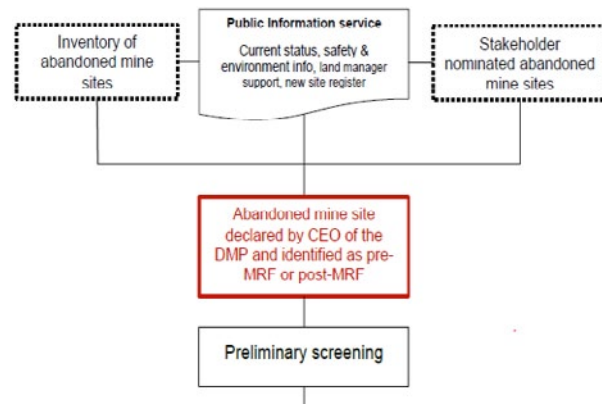 Inventory of
abandoned mine
sites
Public Information service
Current status, safety &
environment info, land manager
support, new site register
Stakeholder
nominated abandoned
mine sites
Abandoned mine site
declared by CEO of the
DMP and identified as pre-
MRF or post-MRF
Preliminary screening